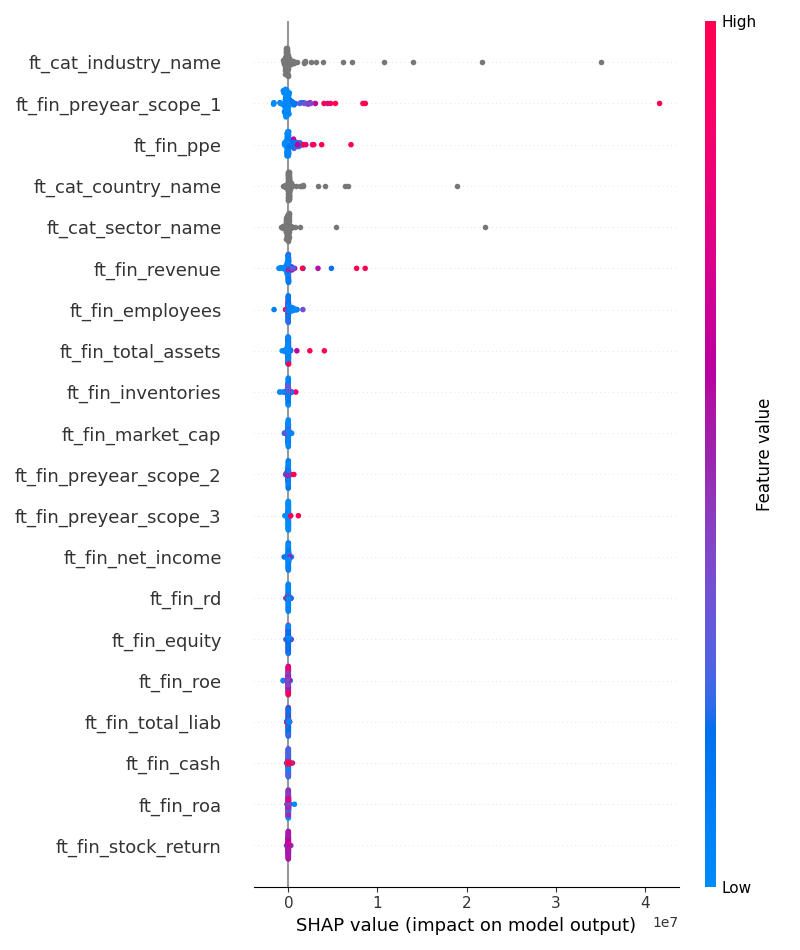 High
ft_cat_industry_name
ft_fin_preyear_scope_1
ft_fin_ppe
ft_cat_country_name
ft_cat_sector_name
ft_fin_revenue
ft_fin_employees
ft_fin_total_assets
ft_fin_inventories
ft_fin_market_cap
ft_fin_preyear_scope_2
ft_fin_preyear_scope_3
ft_fin_net_income
ft_fin_rd
ft_fin_equity
ft_fin_roe
ft_fin_total_liab
ft_fin_cash
ft_fin_roa
ft_fin_stock_return
Feature value
Low
0 1 2 3 4
1e7
SHAP value (impact on model output)